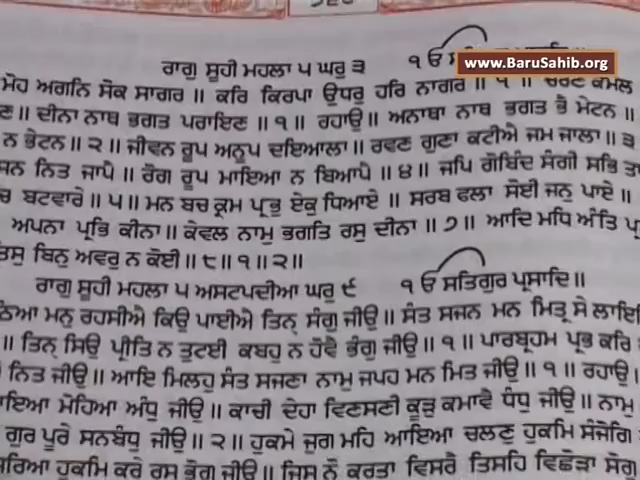 www.BaruSahib.org
ਰਾਗੁ ਸੂਹੀ ਮਹਲਾ ੫ ਘਰੁ ੩ ੴ
ਮੋਹ ਅਗਨਿ ਸੋਕ ਸਾਗਰ ॥ ਕਰਿ ਕਿਰਪਾ ਉਧਰੁ ਹਰਿ ਨਾਗਰ ॥ ੧ ॥ ਚਰਣ ਕਮਲ
ਣ ॥ ਦੀਨਾ ਨਾਥ ਭਗਤ ਪਰਾਇਣ ॥ ੧ ॥ ਰਹਾਉ ॥ ਅਨਾਥਾ ਨਾਥ ਭਗਤ ਭੈ ਮੇਟਨ ॥
ਨ ਭੇਟਨ ॥ ੨ ॥ ਜੀਵਨ ਰੂਪ ਅਨੂਪ ਦਇਆਲਾ ॥ ਰਵਣ ਗੁਣਾ ਕਟੀਐ ਜਮ ਜਾਲਾ ॥ ੩
ਸਨ ਨਿਤ ਜਾਪੈ ॥ ਰੋਗ ਰੂਪ ਮਾਇਆ ਨ ਬਿਆਪੈ ॥ ੪ ॥ ਜਪਿ ਗੋਬਿੰਦ ਸੰਗੀ ਸਭਿ ਤਾ
ਚ ਬਟਵਾਰੇ ॥ ੫ ॥ ਮਨ ਬਚ ਕ੍ਰਮ ਪ੍ਰਭੁ ਏਕੁ ਧਿਆਏ ॥ ਸਰਬ ਫਲਾ ਸੋਈ ਜਨੁ ਪਾਏ ॥
ਅਪਨਾ ਪ੍ਰਭਿ ਕੀਨਾ ॥ ਕੇਵਲ ਨਾਮੁ ਭਗਤਿ ਰਸੁ ਦੀਨਾ ॥ ੭ ॥ ਆਦਿ ਮਧਿ ਅੰਤਿ ਪ੍ਰ
ਤਿਸੁ ਬਿਨੁ ਅਵਰੁ ਨ ਕੋਈ ॥ ੮ ॥ ੧ ॥ ੨ ॥
ਰਾਗੁ ਸੂਹੀ ਮਹਲਾ ੫ ਅਸਟਪਦੀਆ ਘਰੁ ੯ ੴ ਸਤਿਗੁਰ ਪ੍ਰਸਾਦਿ ॥
ਠਿਆ ਮਨੁ ਰਹਸੀਐ ਕਿਉ ਪਾਈਐ ਤਿਨ੍ ਸੰਗੁ ਜੀਉ ॥ ਸੰਤ ਸਜਨ ਮਨ ਮਿਤ੍ਰ ਸੇ ਲਾਇ
॥ ਤਿਨ੍ ਸਿਉ ਪ੍ਰੀਤਿ ਨ ਤੁਟਈ ਕਬਹੁ ਨ ਹੋਵੈ ਭੰਗੁ ਜੀਉ ॥ ੧ ॥ ਪਾਰਬ੍ਰਹਮ ਪ੍ਰਭ ਕਰਿ
ਨਿਤ ਜੀਉ ॥ ਆਇ ਮਿਲਹੁ ਸੰਤ ਸਜਣਾ ਨਾਮੁ ਜਪਹ ਮਨ ਮਿਤ ਜੀਉ ॥ ੧ ॥ ਰਹਾਉ ॥
ਾਇਆ ਮੋਹਿਆ ਅੰਧੁ ਜੀਉ ॥ ਕਾਚੀ ਦੇਹਾ ਵਿਣਸਣੀ ਕੂੜੁ ਕਮਾਵੈ ਧੰਧੁ ਜੀਉ ॥ ਨਾਮੁ
ਗੁਰ ਪੂਰੇ ਸਨਬੰਧੁ ਜੀਉ ॥ ੨ ॥ ਹੁਕਮੇ ਜੁਗ ਮਹਿ ਆਇਆ ਚਲਣੁ ਹੁਕਮਿ ਸੰਜੋਗਿ
ਰਿਆ ਹੁਕਮਿ ਕਰੇ ਰਸ ਭੋਗੁ ਜੀਉ ॥ ਜਿਸ ਨੋ ਕਰਤਾ ਵਿਸਰੈ ਤਿਸਹਿ ਵਿਛੋੜਾ ਸੋਗੁ